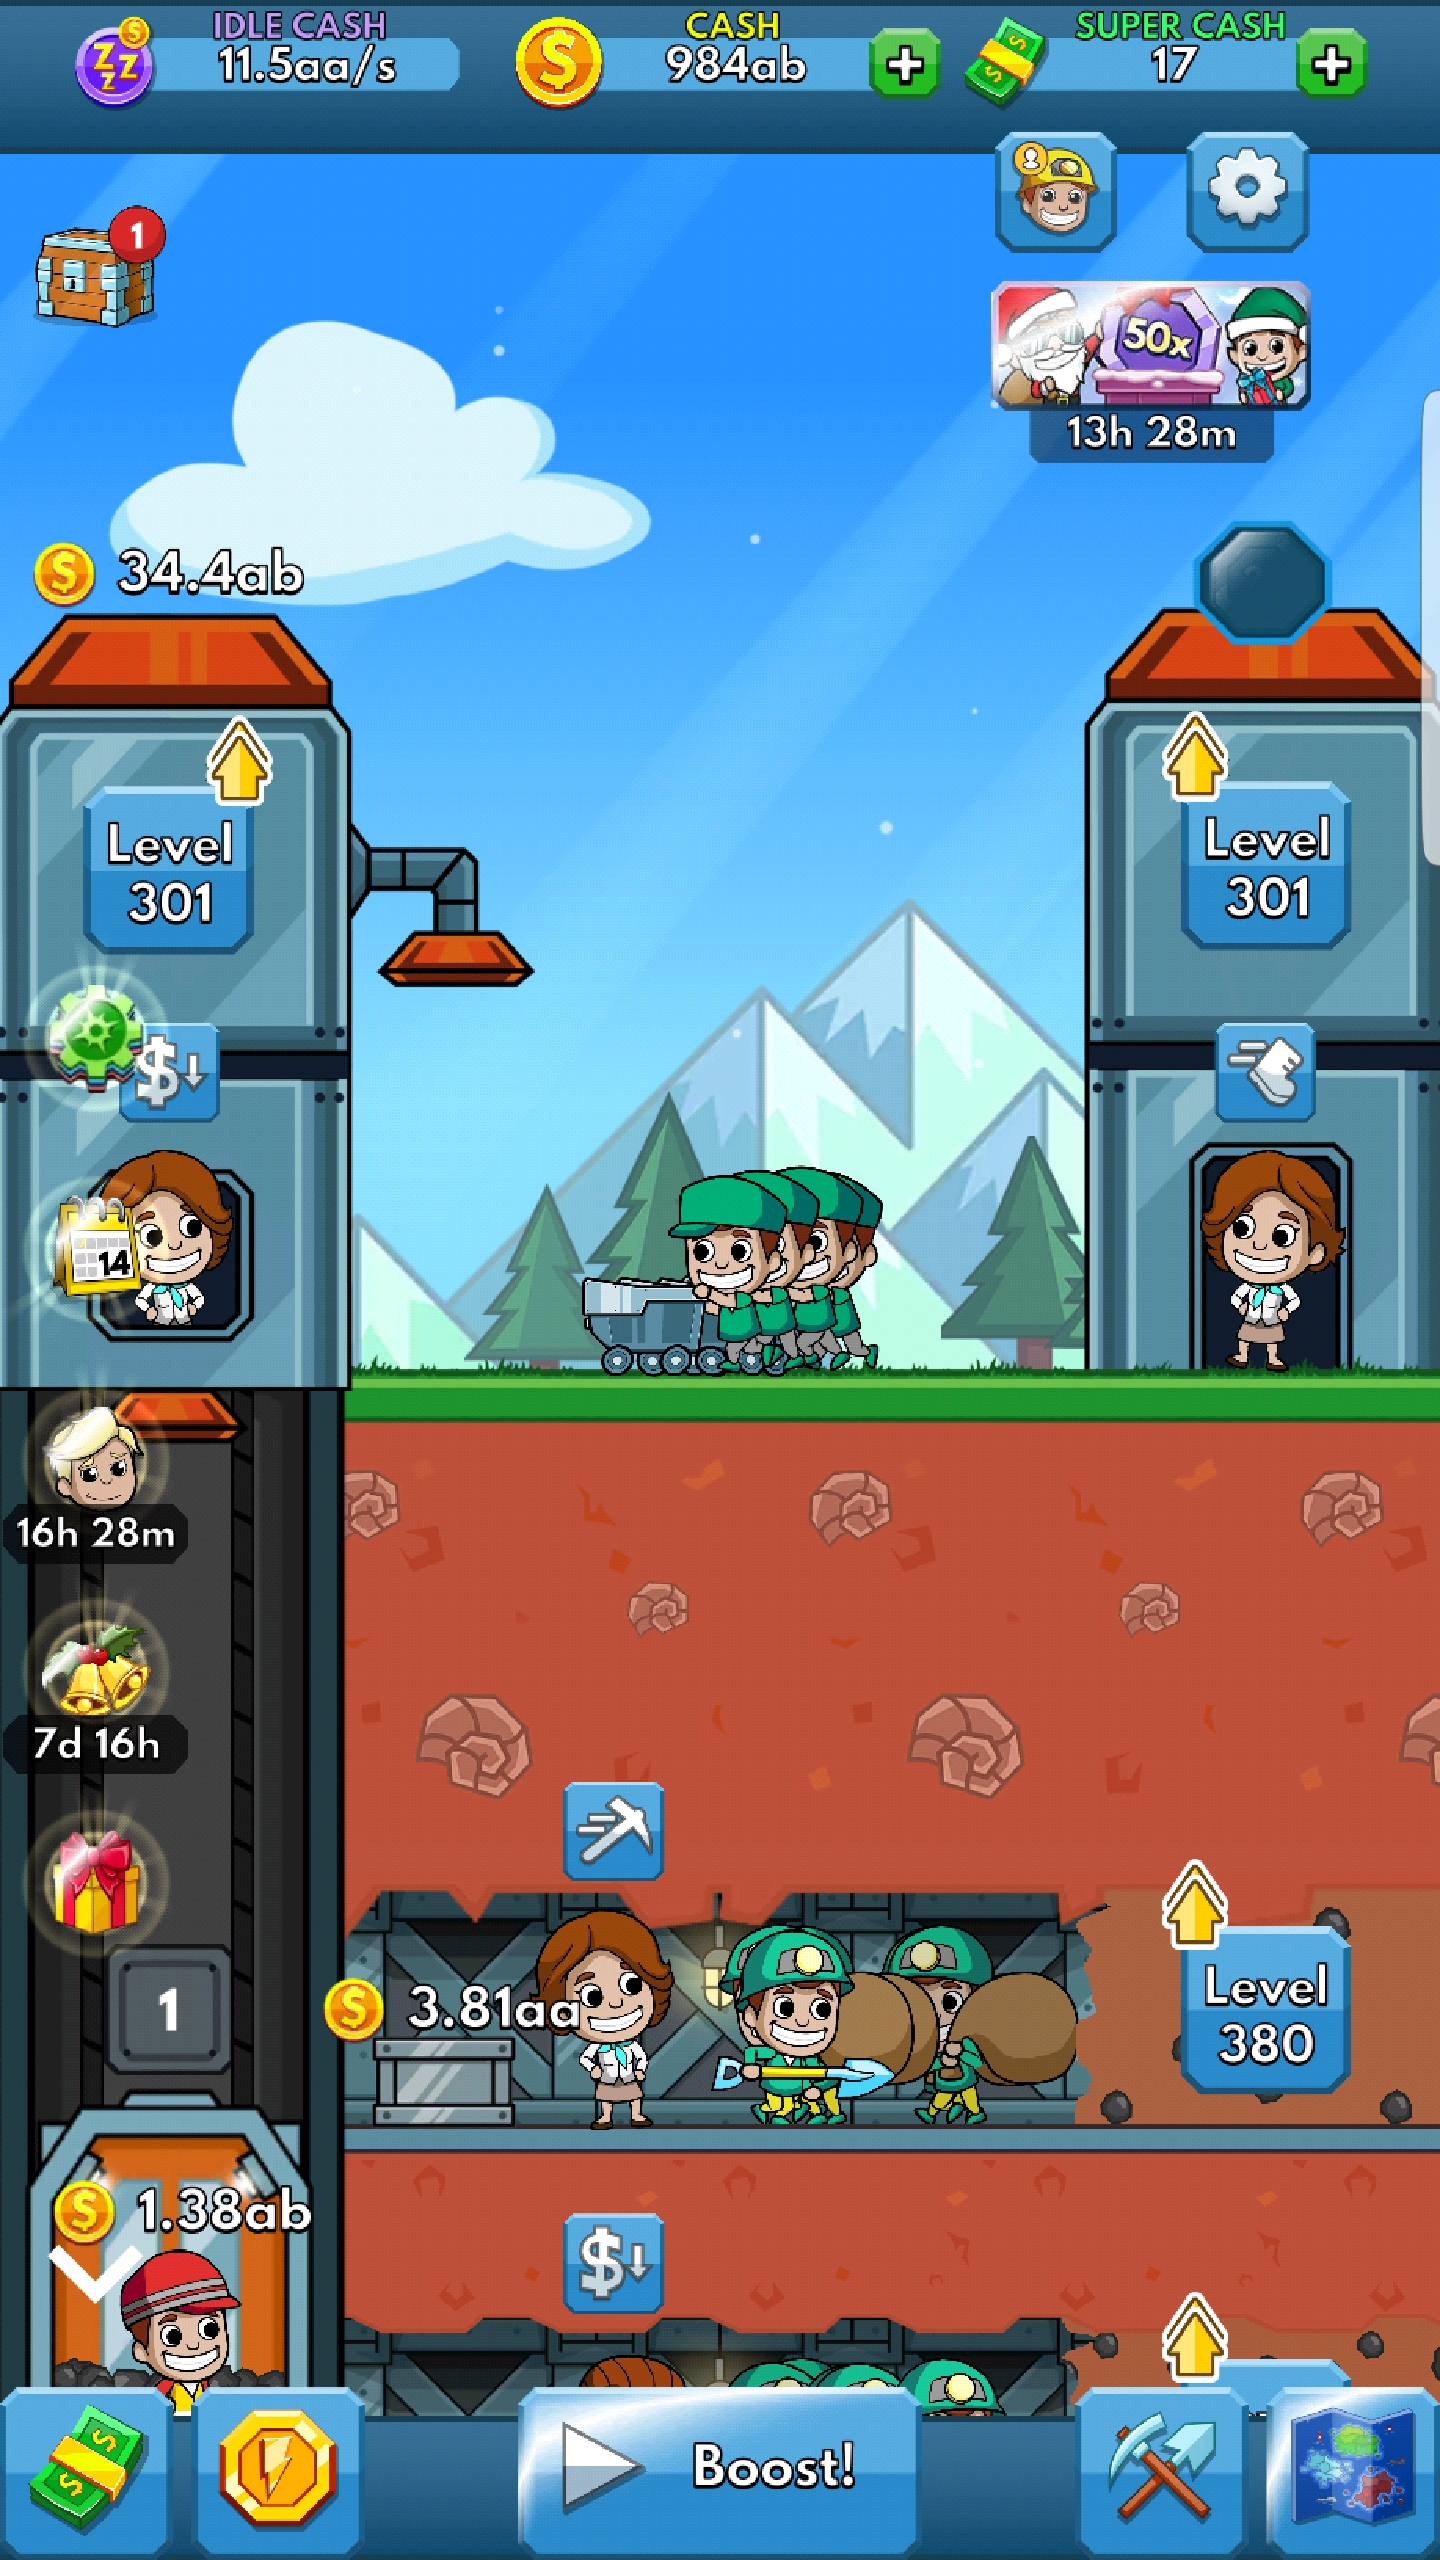 IDLE CASH
11.5aa/s
CASH
984ab
SUPER CASH
17
1
50x
13h 28m
34.4ab
Level
301
Level
301
14
16h 28m
7d 16h
1
3.81aa
Level
380
1.38ab
Boost!